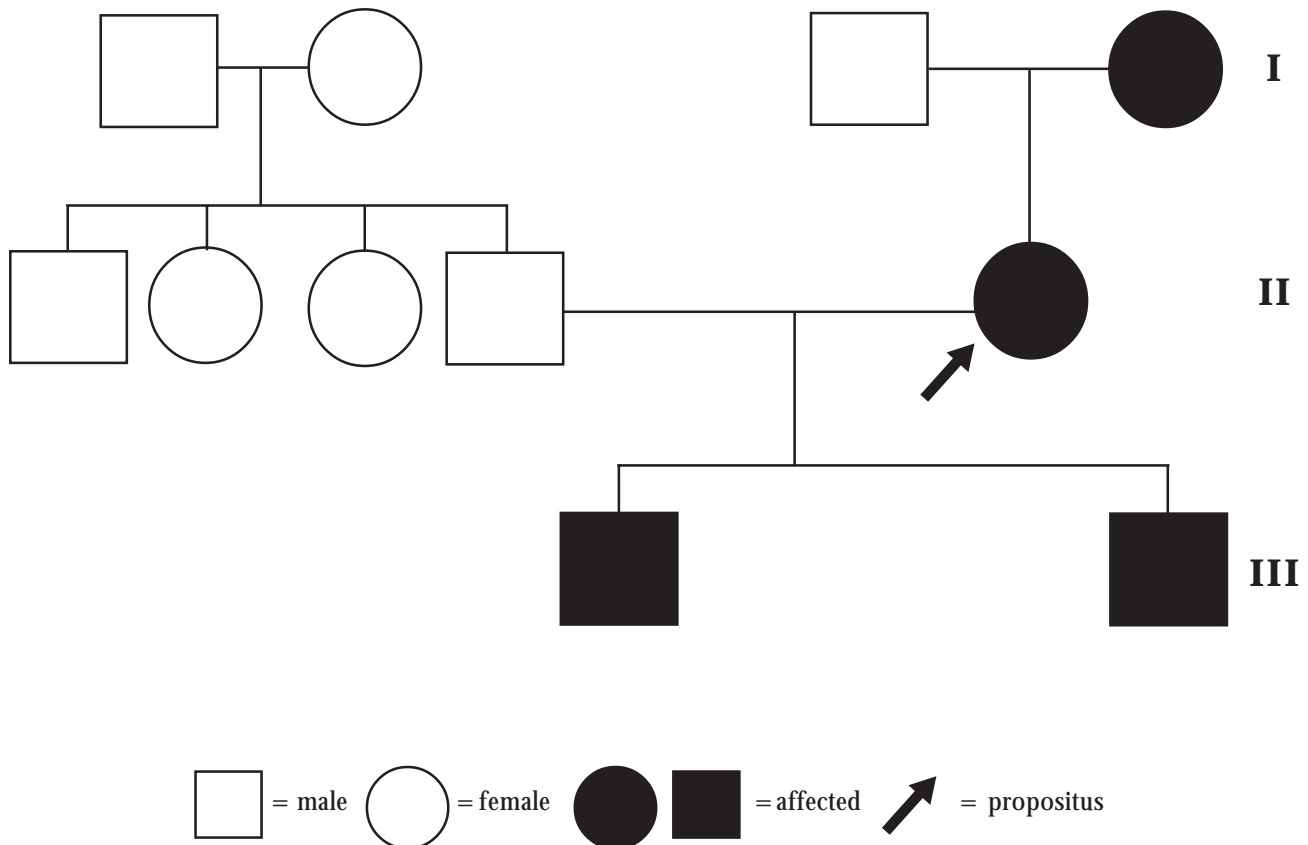 I
II
III
= male = female = affected = propositus